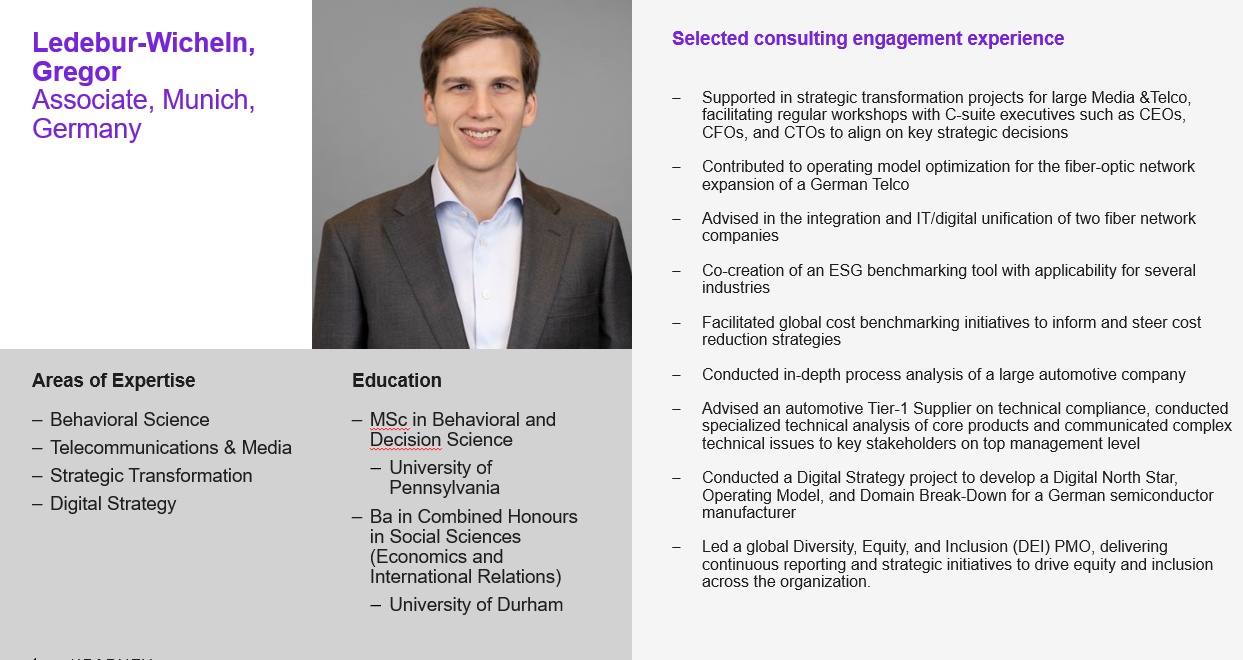 Ledebur-Wicheln,
Gregor
Associate, Munich,
Germany
Areas of Expertise
– Behavioral Science
– Telecommunications & Media
– Strategic Transformation
– Digital Strategy
Education
– MSc in Behavioral and
Decision Science
– University of
Pennsylvania
– Ba in Combined Honours
in Social Sciences
(Economics and
International Relations)
– University of Durham
Selected consulting engagement experience
– Supported in strategic transformation projects for large Media &Telco,
facilitating regular workshops with C-suite executives such as CEOs,
CFOs, and CTOs to align on key strategic decisions
– Contributed to operating model optimization for the fiber-optic network
expansion of a German Telco
– Advised in the integration and IT/digital unification of two fiber network
companies
– Co-creation of an ESG benchmarking tool with applicability for several
industries
– Facilitated global cost benchmarking initiatives to inform and steer cost
reduction strategies
– Conducted in-depth process analysis of a large automotive company
– Advised an automotive Tier-1 Supplier on technical compliance, conducted
specialized technical analysis of core products and communicated complex
technical issues to key stakeholders on top management level
– Conducted a Digital Strategy project to develop a Digital North Star,
Operating Model, and Domain Break-Down for a German semiconductor
manufacturer
– Led a global Diversity, Equity, and Inclusion (DEI) PMO, delivering
continuous reporting and strategic initiatives to drive equity and inclusion
across the organization.